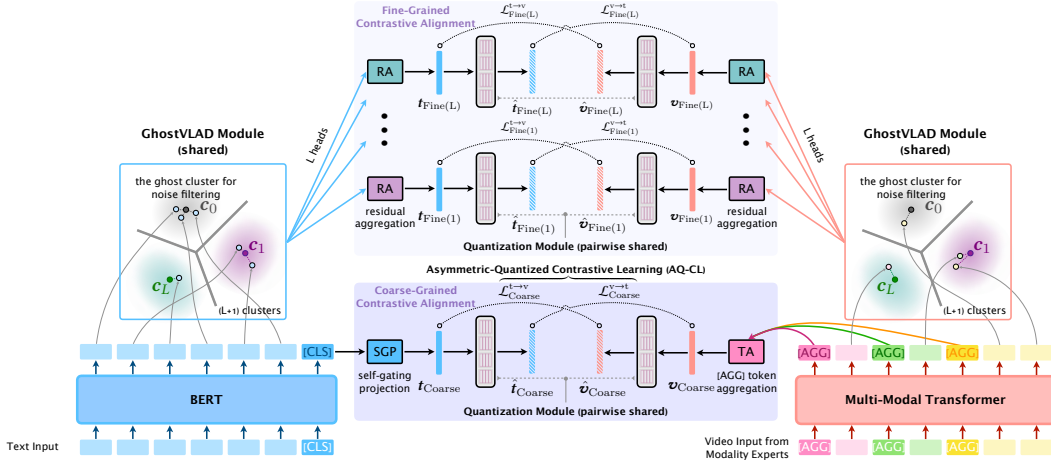 Fine-Grained
Contrastive Alignment
ℒ^{t→v}_{Fine(L)}
ℒ^{v→t}_{Fine(L)}
RA
RA
t_{Fine(L)}
t̂_{Fine(L)}
v̂_{Fine(L)}
v_{Fine(L)}
L heads
L heads
GhostVLAD Module
(shared)
GhostVLAD Module
(shared)
ℒ^{t→v}_{Fine(1)}
ℒ^{v→t}_{Fine(1)}
the ghost cluster for
noise filtering
c_0
c_1
c_L
(L+1) clusters
the ghost cluster for
noise filtering
c_0
c_1
c_L
(L+1) clusters
RA
RA
residual
aggregation
t_{Fine(1)}
t̂_{Fine(1)}
v̂_{Fine(1)}
v_{Fine(1)}
residual
aggregation
Quantization Module (pairwise shared)
Asymmetric-Quantized Contrastive Learning (AQ-CL)
Coarse-Grained
Contrastive Alignment
ℒ^{t→v}_{Coarse}
ℒ^{v→t}_{Coarse}
[CLS]
SGP
TA
[AGG]
[AGG]
[AGG]
self-gating
projection
t_{Coarse}
t̂_{Coarse}
v̂_{Coarse}
v_{Coarse}
[AGG] token
aggregation
BERT
Multi-Modal Transformer
Quantization Module (pairwise shared)
Text Input
[CLS]
Video Input from
Modality Experts
[AGG]
[AGG]
[AGG]